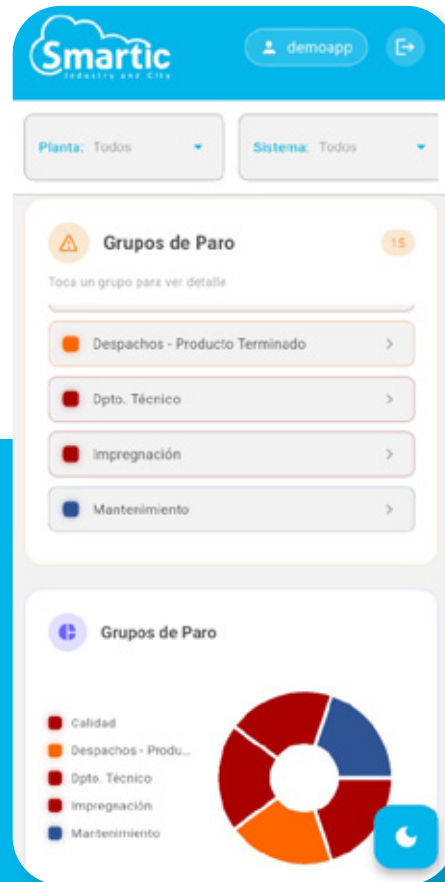 Smartic
Industry and City
demoapp
Planta: Todos
Sistema: Todos
Grupos de Paro
15
Toca un grupo para ver detalle
Despachos - Producto Terminado
Dpto. Técnico
Impregnación
Mantenimiento
Grupos de Paro
Calidad
Despachos - Produ...
Dpto. Técnico
Impregnación
Mantenimiento